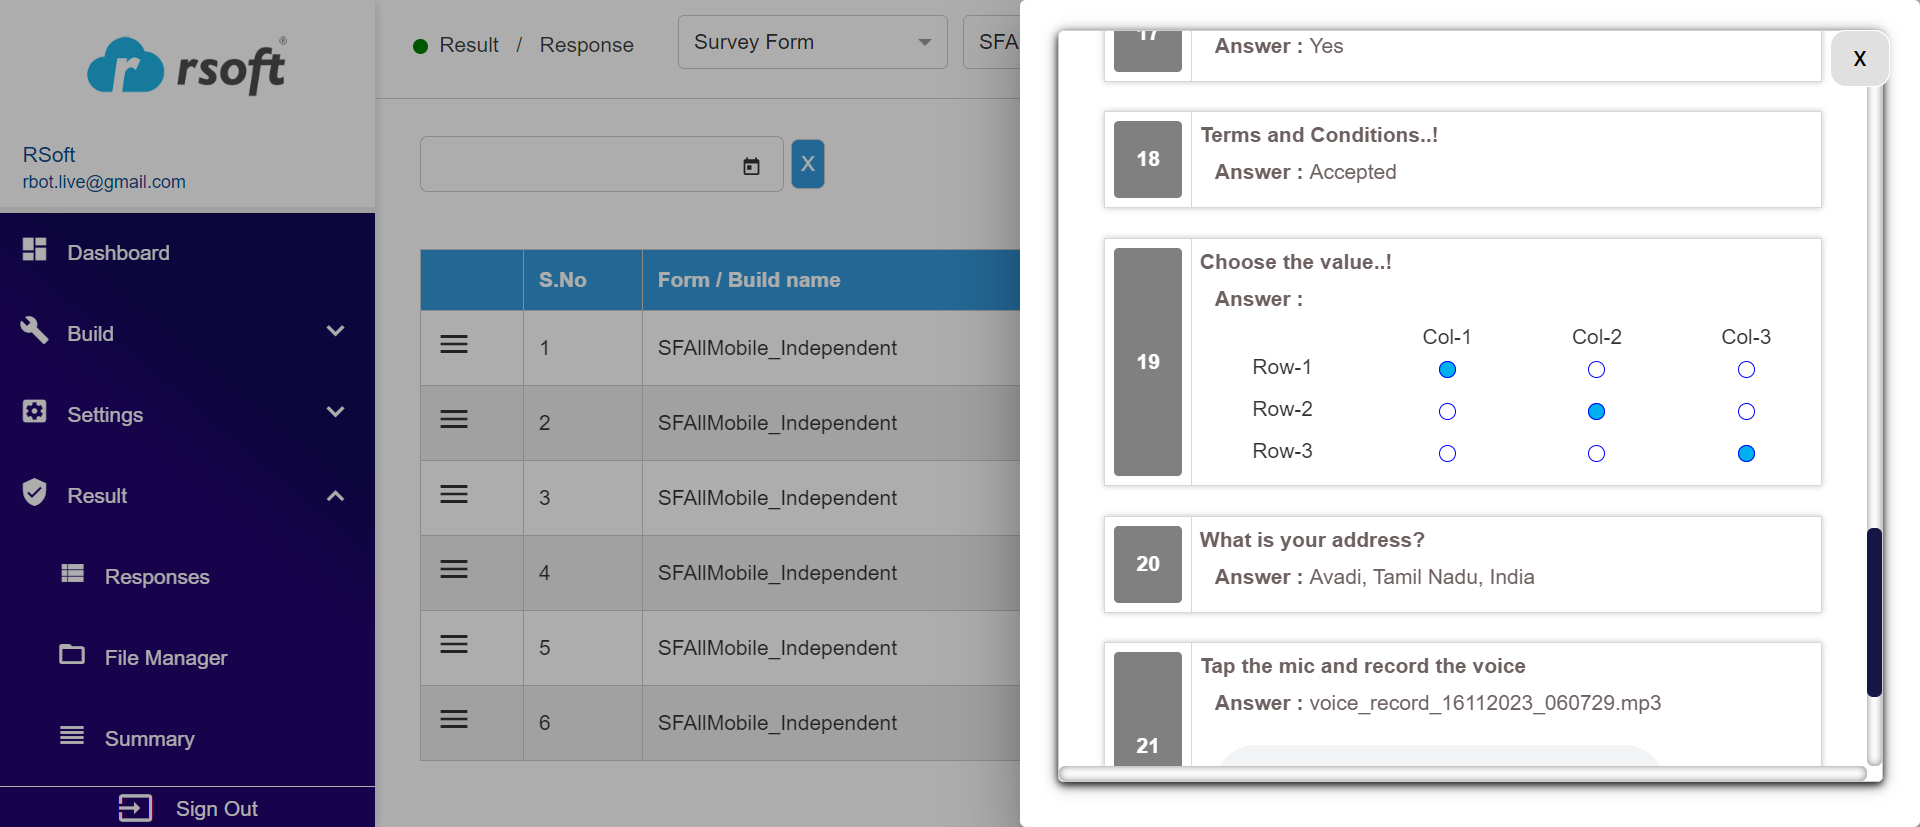 rsoft®
RSoft
rbot.live@gmail.com
Dashboard
Build
Settings
Result
Responses
File Manager
Summary
Sign Out
Result / Response
Survey Form
SFA
X
S.No Form / Build name
1 SFAllMobile_Independent
2 SFAllMobile_Independent
3 SFAllMobile_Independent
4 SFAllMobile_Independent
5 SFAllMobile_Independent
6 SFAllMobile_Independent
X
17
Answer : Yes
18
Terms and Conditions..!
Answer : Accepted
19
Choose the value..!
Answer :
Col-1 Col-2 Col-3
Row-1
Row-2
Row-3
20
What is your address?
Answer : Avadi, Tamil Nadu, India
21
Tap the mic and record the voice
Answer : voice_record_16112023_060729.mp3